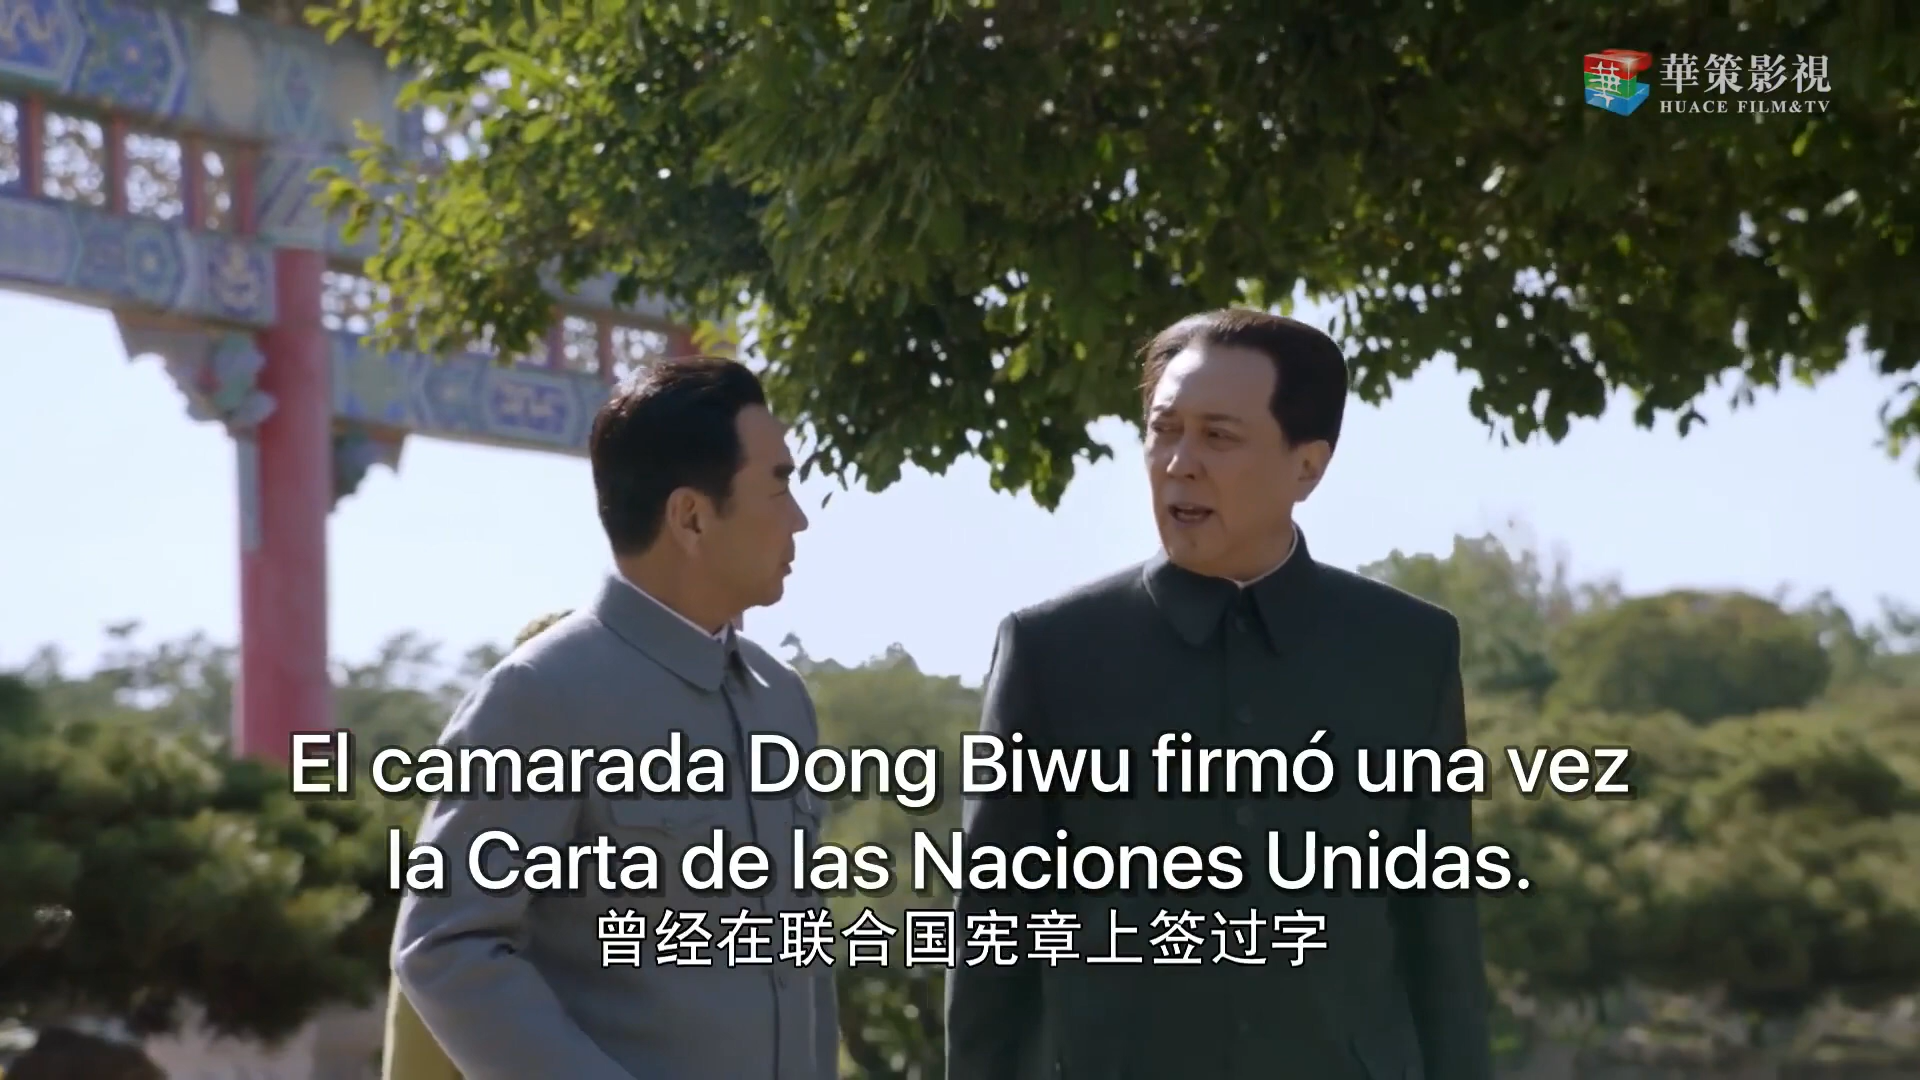 華策影視
HUACE FILM&TV
El camarada Dong Biwu firmó una vez
la Carta de las Naciones Unidas.
曾经在联合国宪章上签过字